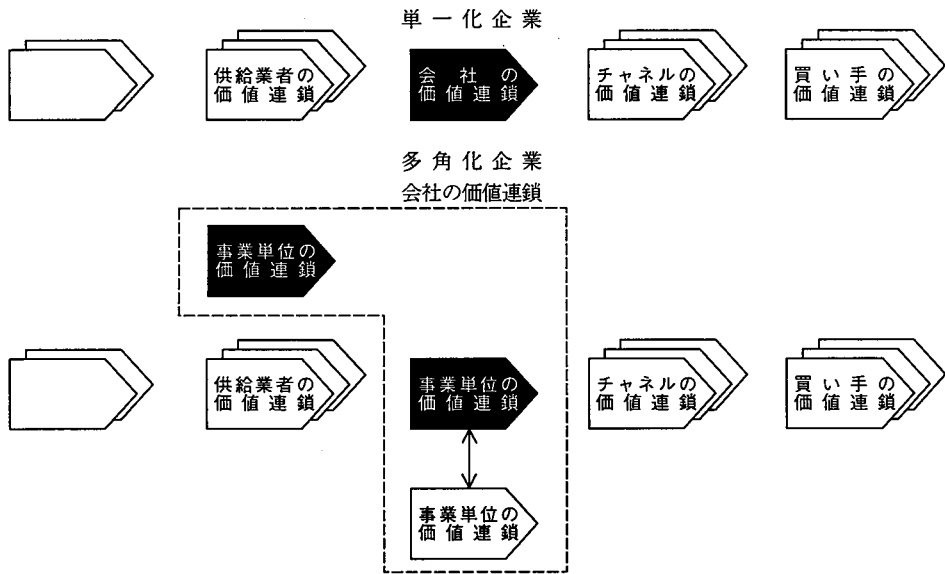 単一化企業
供給業者の
価値連鎖
会社の
価値連鎖
チャネルの
価値連鎖
買い手の
価値連鎖
多角化企業
会社の価値連鎖
事業単位の
価値連鎖
供給業者の
価値連鎖
事業単位の
価値連鎖
チャネルの
価値連鎖
買い手の
価値連鎖
事業単位の
価値連鎖